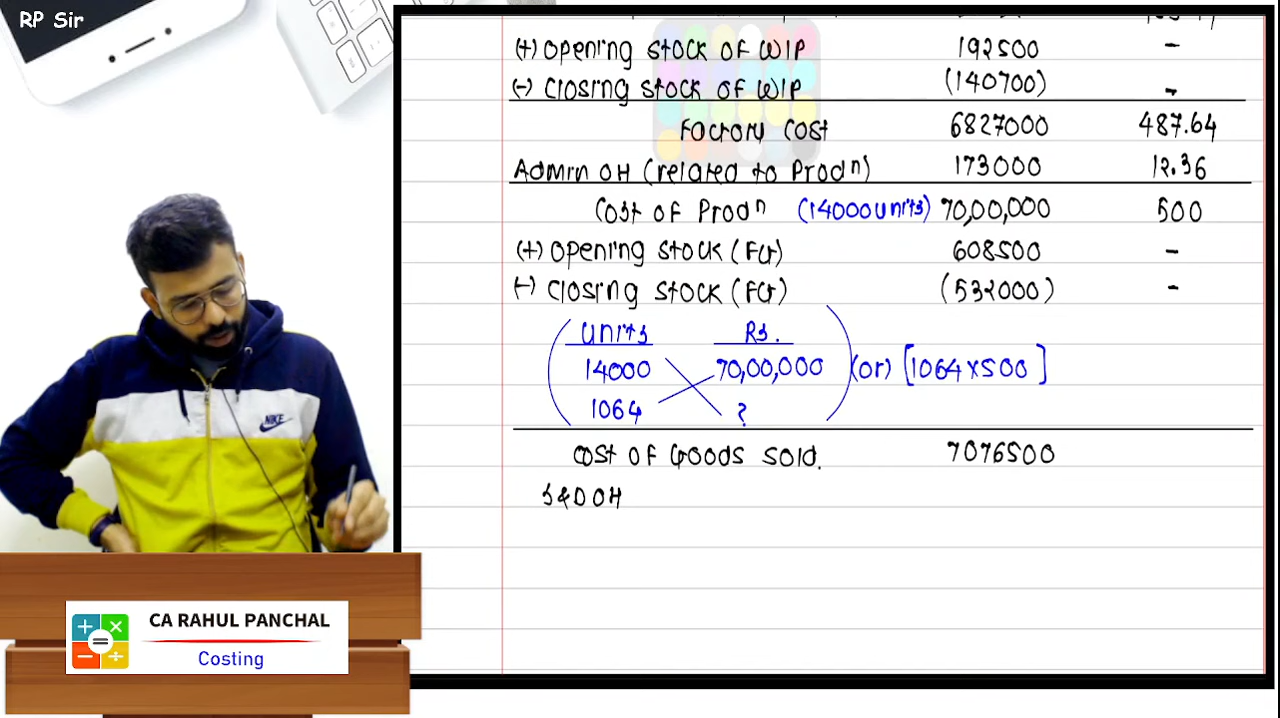 RP Sir
(+) Opening stock of WIP 192500 -
(-) Closing stock of WIP (140700) -
Factory Cost 6827000 487.64
Admin OH (related to Prodⁿ) 173000 12.36
Cost of Prodⁿ (14000 units) 70,00,000 500
(+) Opening stock (FG) 608500 -
(-) Closing stock (FG) (532000) -
Units Rs.
14000 70,00,000 (or) [1064×500]
1064 ?
Cost of Goods sold. 7076500
S&D OH
NIKE
CA RAHUL PANCHAL
Costing